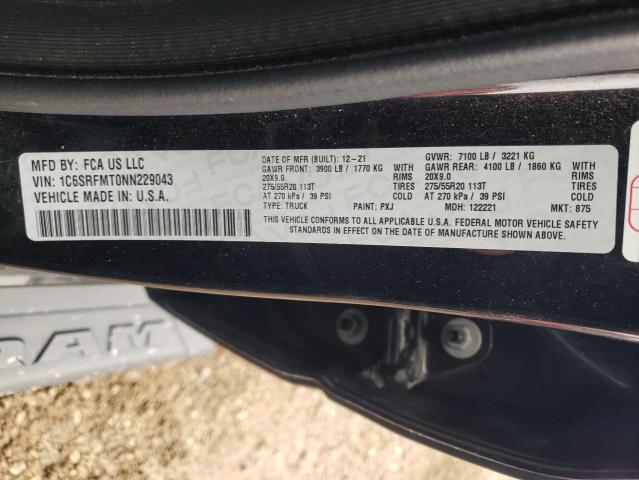 MFD BY: FCA US LLC
VIN: 1C6SRFMT0NN229043
VEHICLE MADE IN U.S.A.
DATE OF MFR (BUILT): 12-21
GAWR FRONT: 3900 LB / 1770 KG
20X9.0 RIMS
275/55R20 113T TIRES
AT 270 kPa / 39 PSI COLD
TYPE: TRUCK PAINT: PXJ
GVWR: 7100 LB / 3221 KG
GAWR REAR: 4100 LB / 1860 KG
20X9.0 RIMS
275/55R20 113T TIRES
AT 270 kPa / 39 PSI COLD
MDH: 122221 MKT: 875
THIS VEHICLE CONFORMS TO ALL APPLICABLE U.S.A. FEDERAL MOTOR VEHICLE SAFETY
STANDARDS IN EFFECT ON THE DATE OF MANUFACTURE SHOWN ABOVE.
RAM